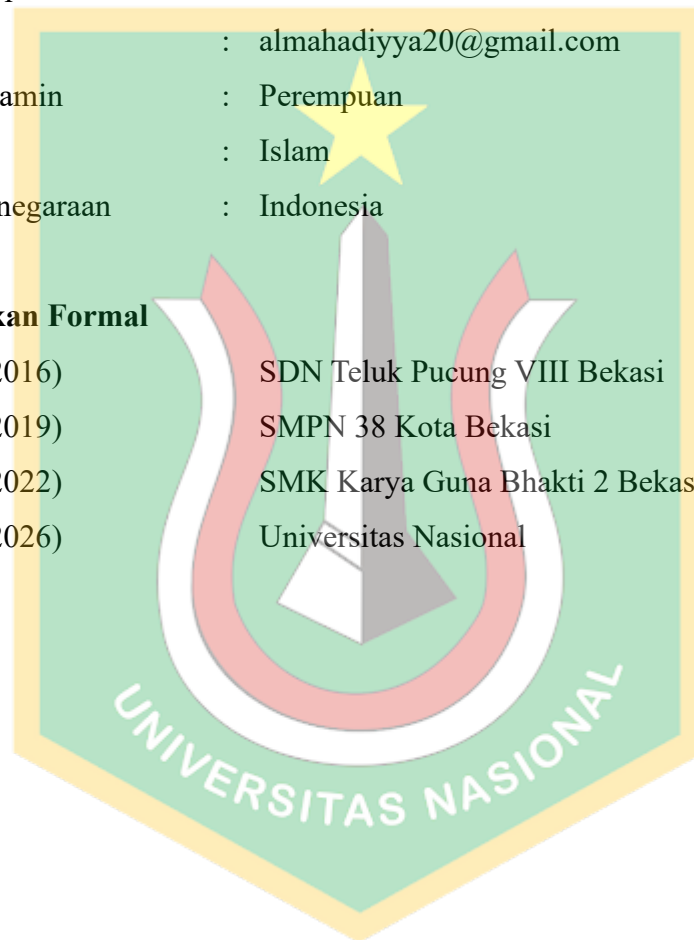 : almahadiyya20@gmail.com
amin : Perempuan
: Islam
negaraan : Indonesia
kan Formal
2016) SDN Teluk Pucung VIII Bekasi
2019) SMPN 38 Kota Bekasi
2022) SMK Karya Guna Bhakti 2 Bekas
2026) Universitas Nasional
UNIVERSITAS NASIONAL